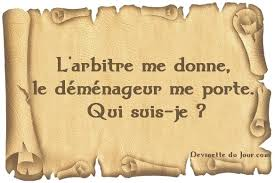 L'arbitre me donne,
le déménageur me porte.
Qui suis-je ?
Devinette du Jour.com